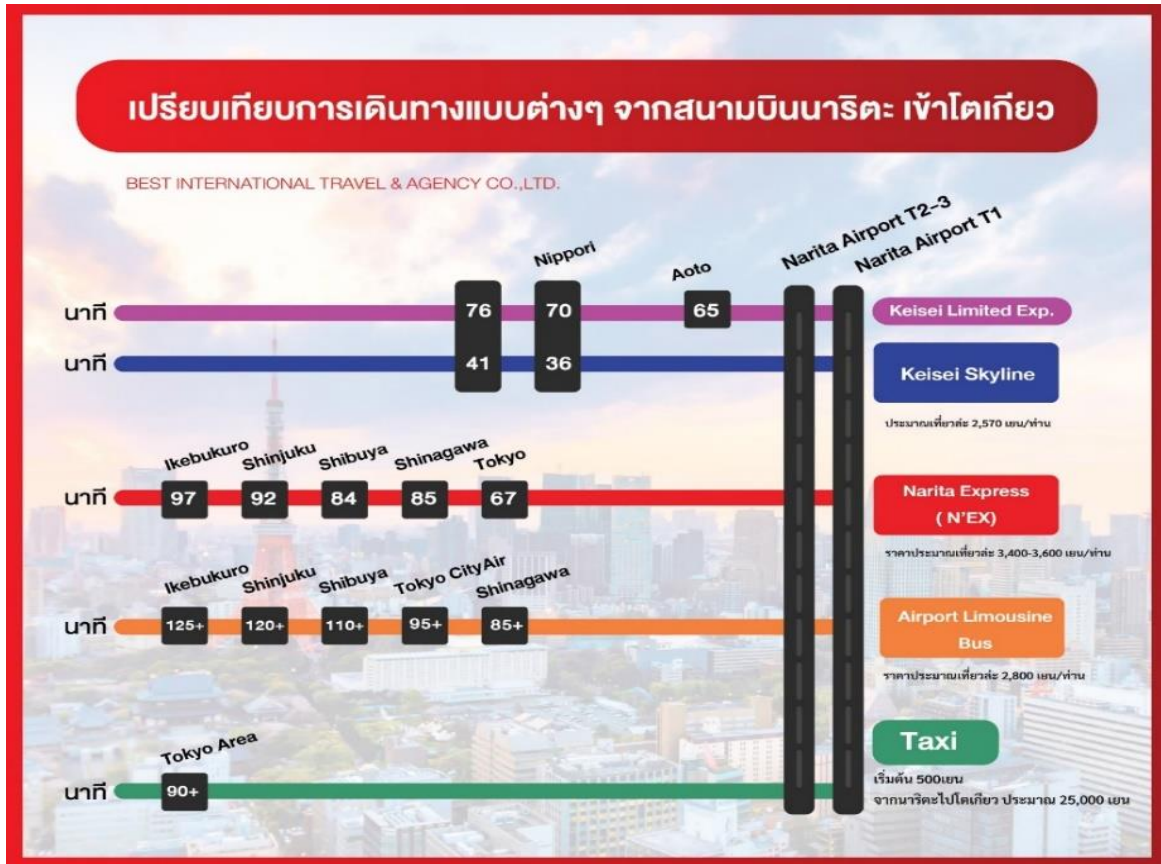 เปรียบเทียบการเดินทางแบบต่างๆ จากสนามบินนาริตะ เข้าโตเกียว
BEST INTERNATIONAL TRAVEL & AGENCY CO.,LTD.
Nippori
Aoto
Narita Airport T2-3
Narita Airport T1
นาที 76 70 65 Keisei Limited Exp.
นาที 41 36 Keisei Skyline
ประมาณเที่ยวล่ะ 2,570 เยน/ท่าน
Ikebukuro Shinjuku Shibuya Shinagawa Tokyo
นาที 97 92 84 85 67
Narita Express
( N'EX)
ราคาประมาณเที่ยวล่ะ 3,400-3,600 เยน/ท่าน
Ikebukuro Shinjuku Shibuya Tokyo CityAir Shinagawa
นาที 125+ 120+ 110+ 95+ 85+
Airport Limousine
Bus
ราคาประมาณเที่ยวล่ะ 2,800 เยน/ท่าน
Tokyo Area
นาที 90+
Taxi
เริ่มต้น 500เยน
จากนาริตะไปโตเกียว ประมาณ 25,000 เยน